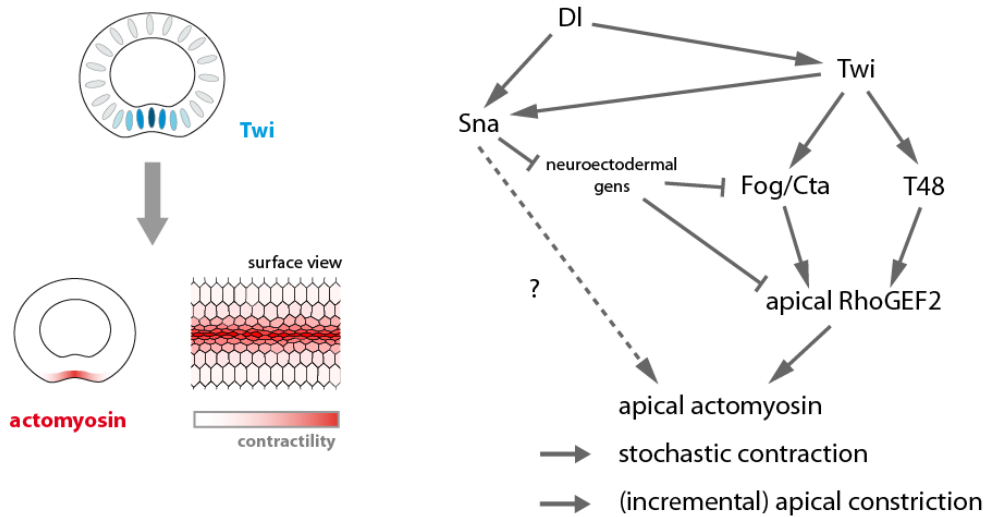 Twi
surface view
actomyosin
contractility
Dl
Twi
Sna
neuroectodermal
gens
Fog/Cta
T48
?
apical RhoGEF2
apical actomyosin
stochastic contraction
(incremental) apical constriction